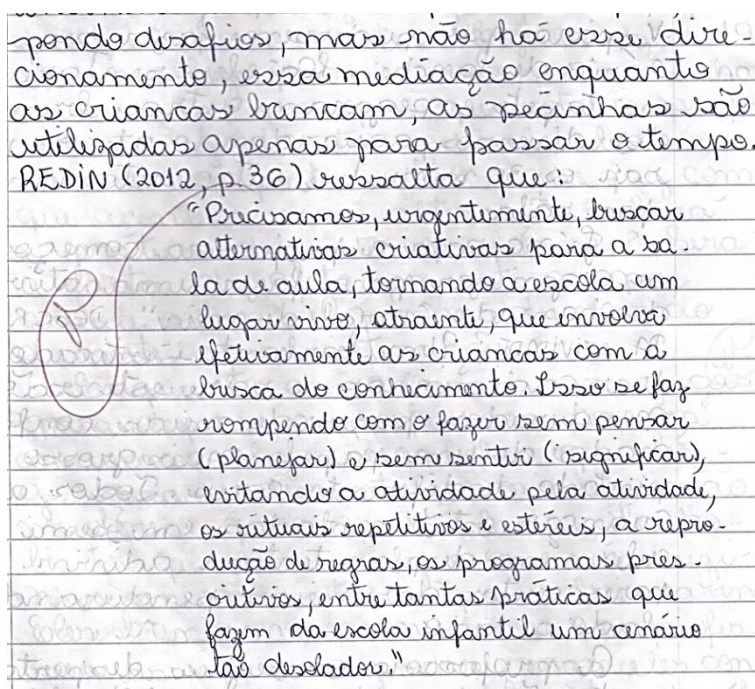 pondo desafios, mas não há esse dire-
cionamento, essa mediação enquanto
as criancas brincam, as pecinhas são
utilizadas apenas para passar o tempo.
REDIN (2012, p. 36) ressalta que:
"Precisamos, urgentemente, buscar
alternativas criativas para a sa-
la de aula, tornando a escola um
lugar vivo, atraente, que envolva
efetivamente as criancas com a
busca do conhecimento. Isso se faz
rompendo com o fazer sem pensar
(planejar) e sem sentir (significar),
evitando a atividade pela atividade,
os rituais repetitivos e estéreis, a repro-
dução de regras, os programas pres-
critivos, entre tantas práticas que
fazem da escola infantil um cenário
tão desolador."